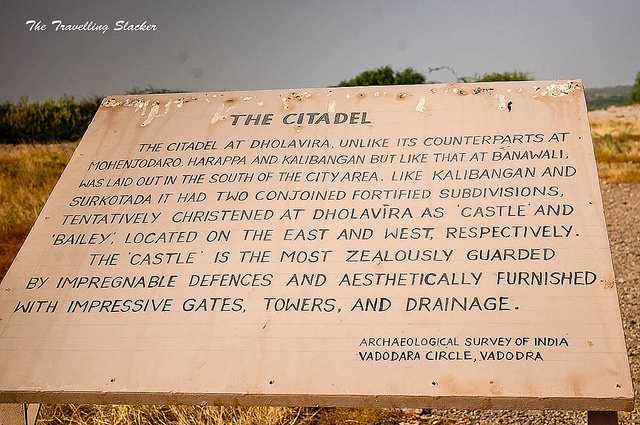 The Travelling Slacker
THE CITADEL
THE CITADEL AT DHOLAVIRA, UNLIKE ITS COUNTERPARTS AT
MOHENJODARO, HARAPPA AND KALIBANGAN BUT LIKE THAT AT BANAWALI,
WAS LAID OUT IN THE SOUTH OF THE CITY AREA. LIKE KALIBANGAN AND
SURKOTADA IT HAD TWO CONJOINED FORTIFIED SUBDIVISIONS,
TENTATIVELY CHRISTENED AT DHOLAVĪRA AS 'CASTLE' AND
'BAILEY', LOCATED ON THE EAST AND WEST, RESPECTIVELY.
THE 'CASTLE' IS THE MOST ZEALOUSLY GUARDED
BY IMPREGNABLE DEFENCES AND AESTHETICALLY FURNISHED
WITH IMPRESSIVE GATES, TOWERS, AND DRAINAGE.
ARCHAEOLOGICAL SURVEY OF INDIA
VADODARA CIRCLE, VADODRA